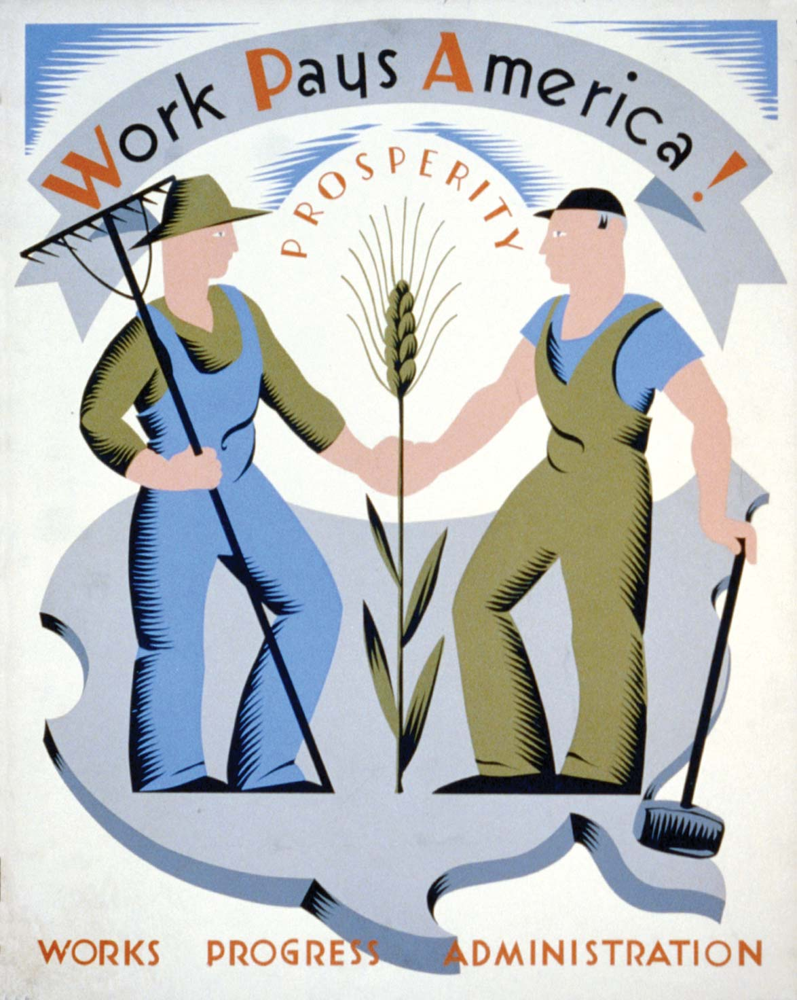 Work Pays America!
PROSPERITY
WORKS PROGRESS ADMINISTRATION